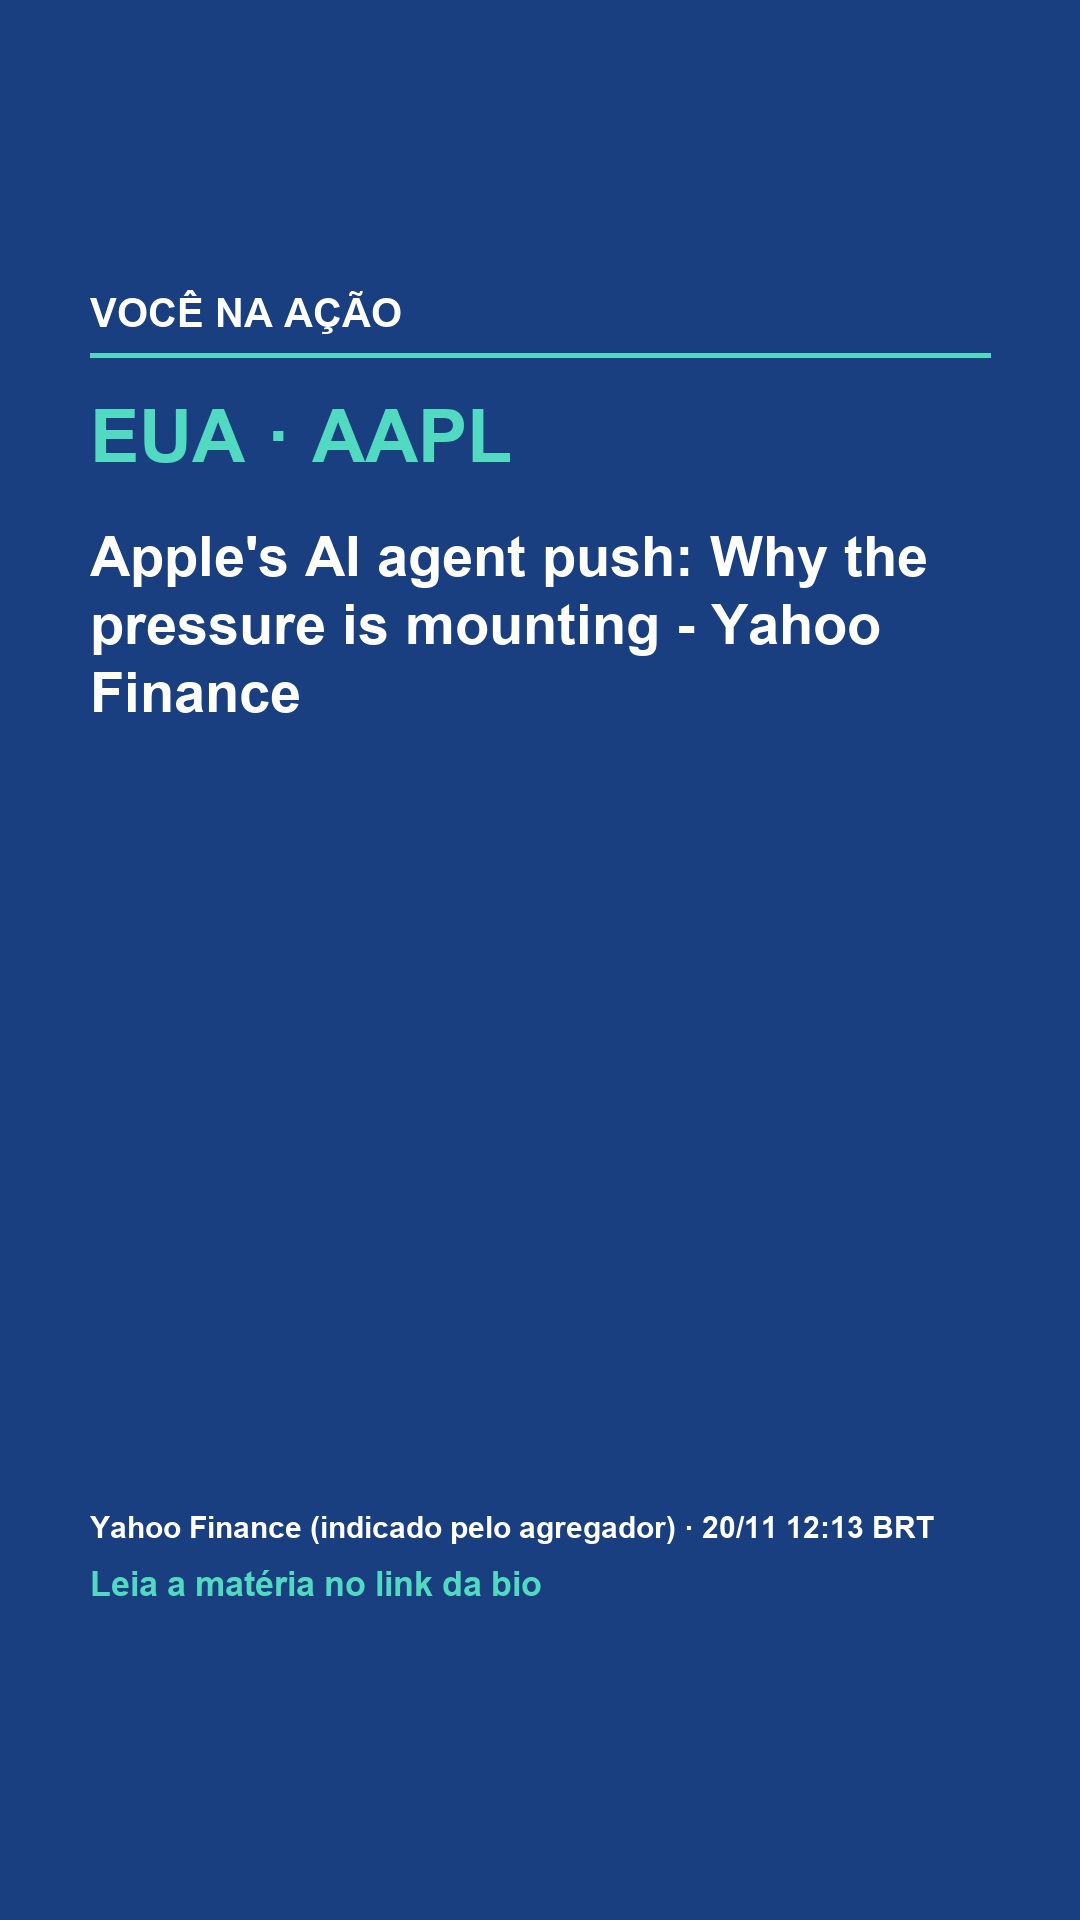 VOCÊ NA AÇÃO
EUA · AAPL
Apple's AI agent push: Why the
pressure is mounting - Yahoo
Finance
Yahoo Finance (indicado pelo agregador) · 20/11 12:13 BRT
Leia a matéria no link da bio